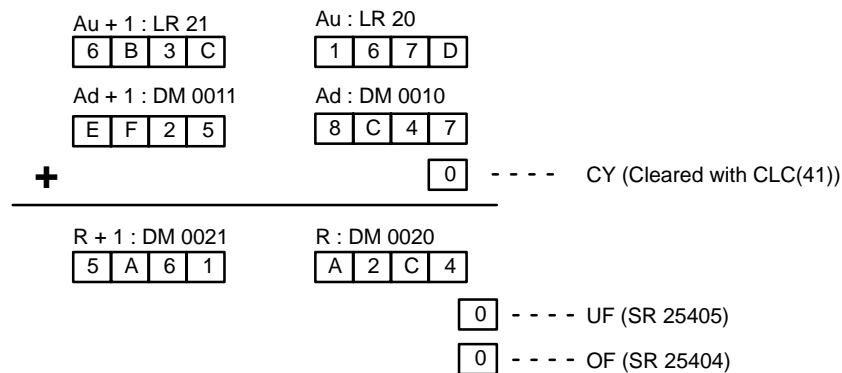 Au + 1 : LR 21 Au : LR 20
6 B 3 C 1 6 7 D
Ad + 1 : DM 0011 Ad : DM 0010
E F 2 5 8 C 4 7
+ 0 - - - - CY (Cleared with CLC(41))
R + 1 : DM 0021 R : DM 0020
5 A 6 1 A 2 C 4
0 - - - - UF (SR 25405)
0 - - - - OF (SR 25404)